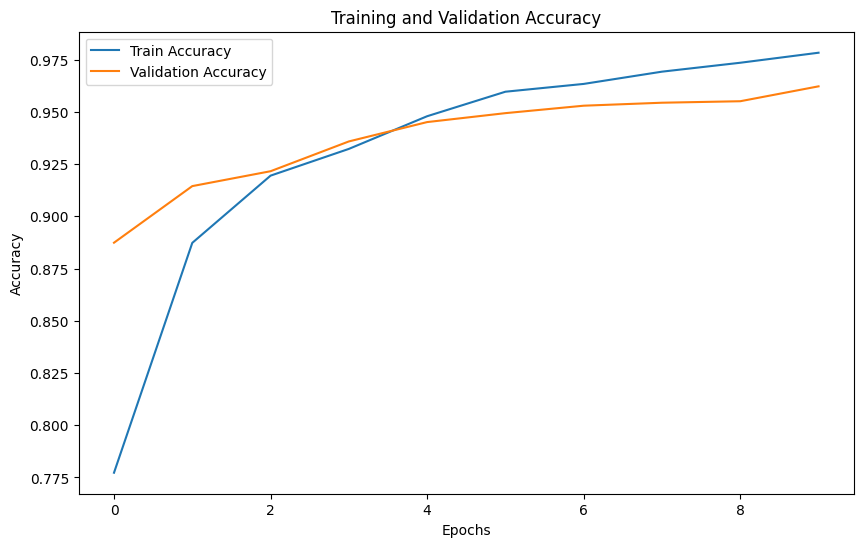 Training and Validation Accuracy
Train Accuracy
Validation Accuracy
0.975
0.950
0.925
0.900
0.875
0.850
0.825
0.800
0.775
Accuracy
0 2 4 6 8
Epochs